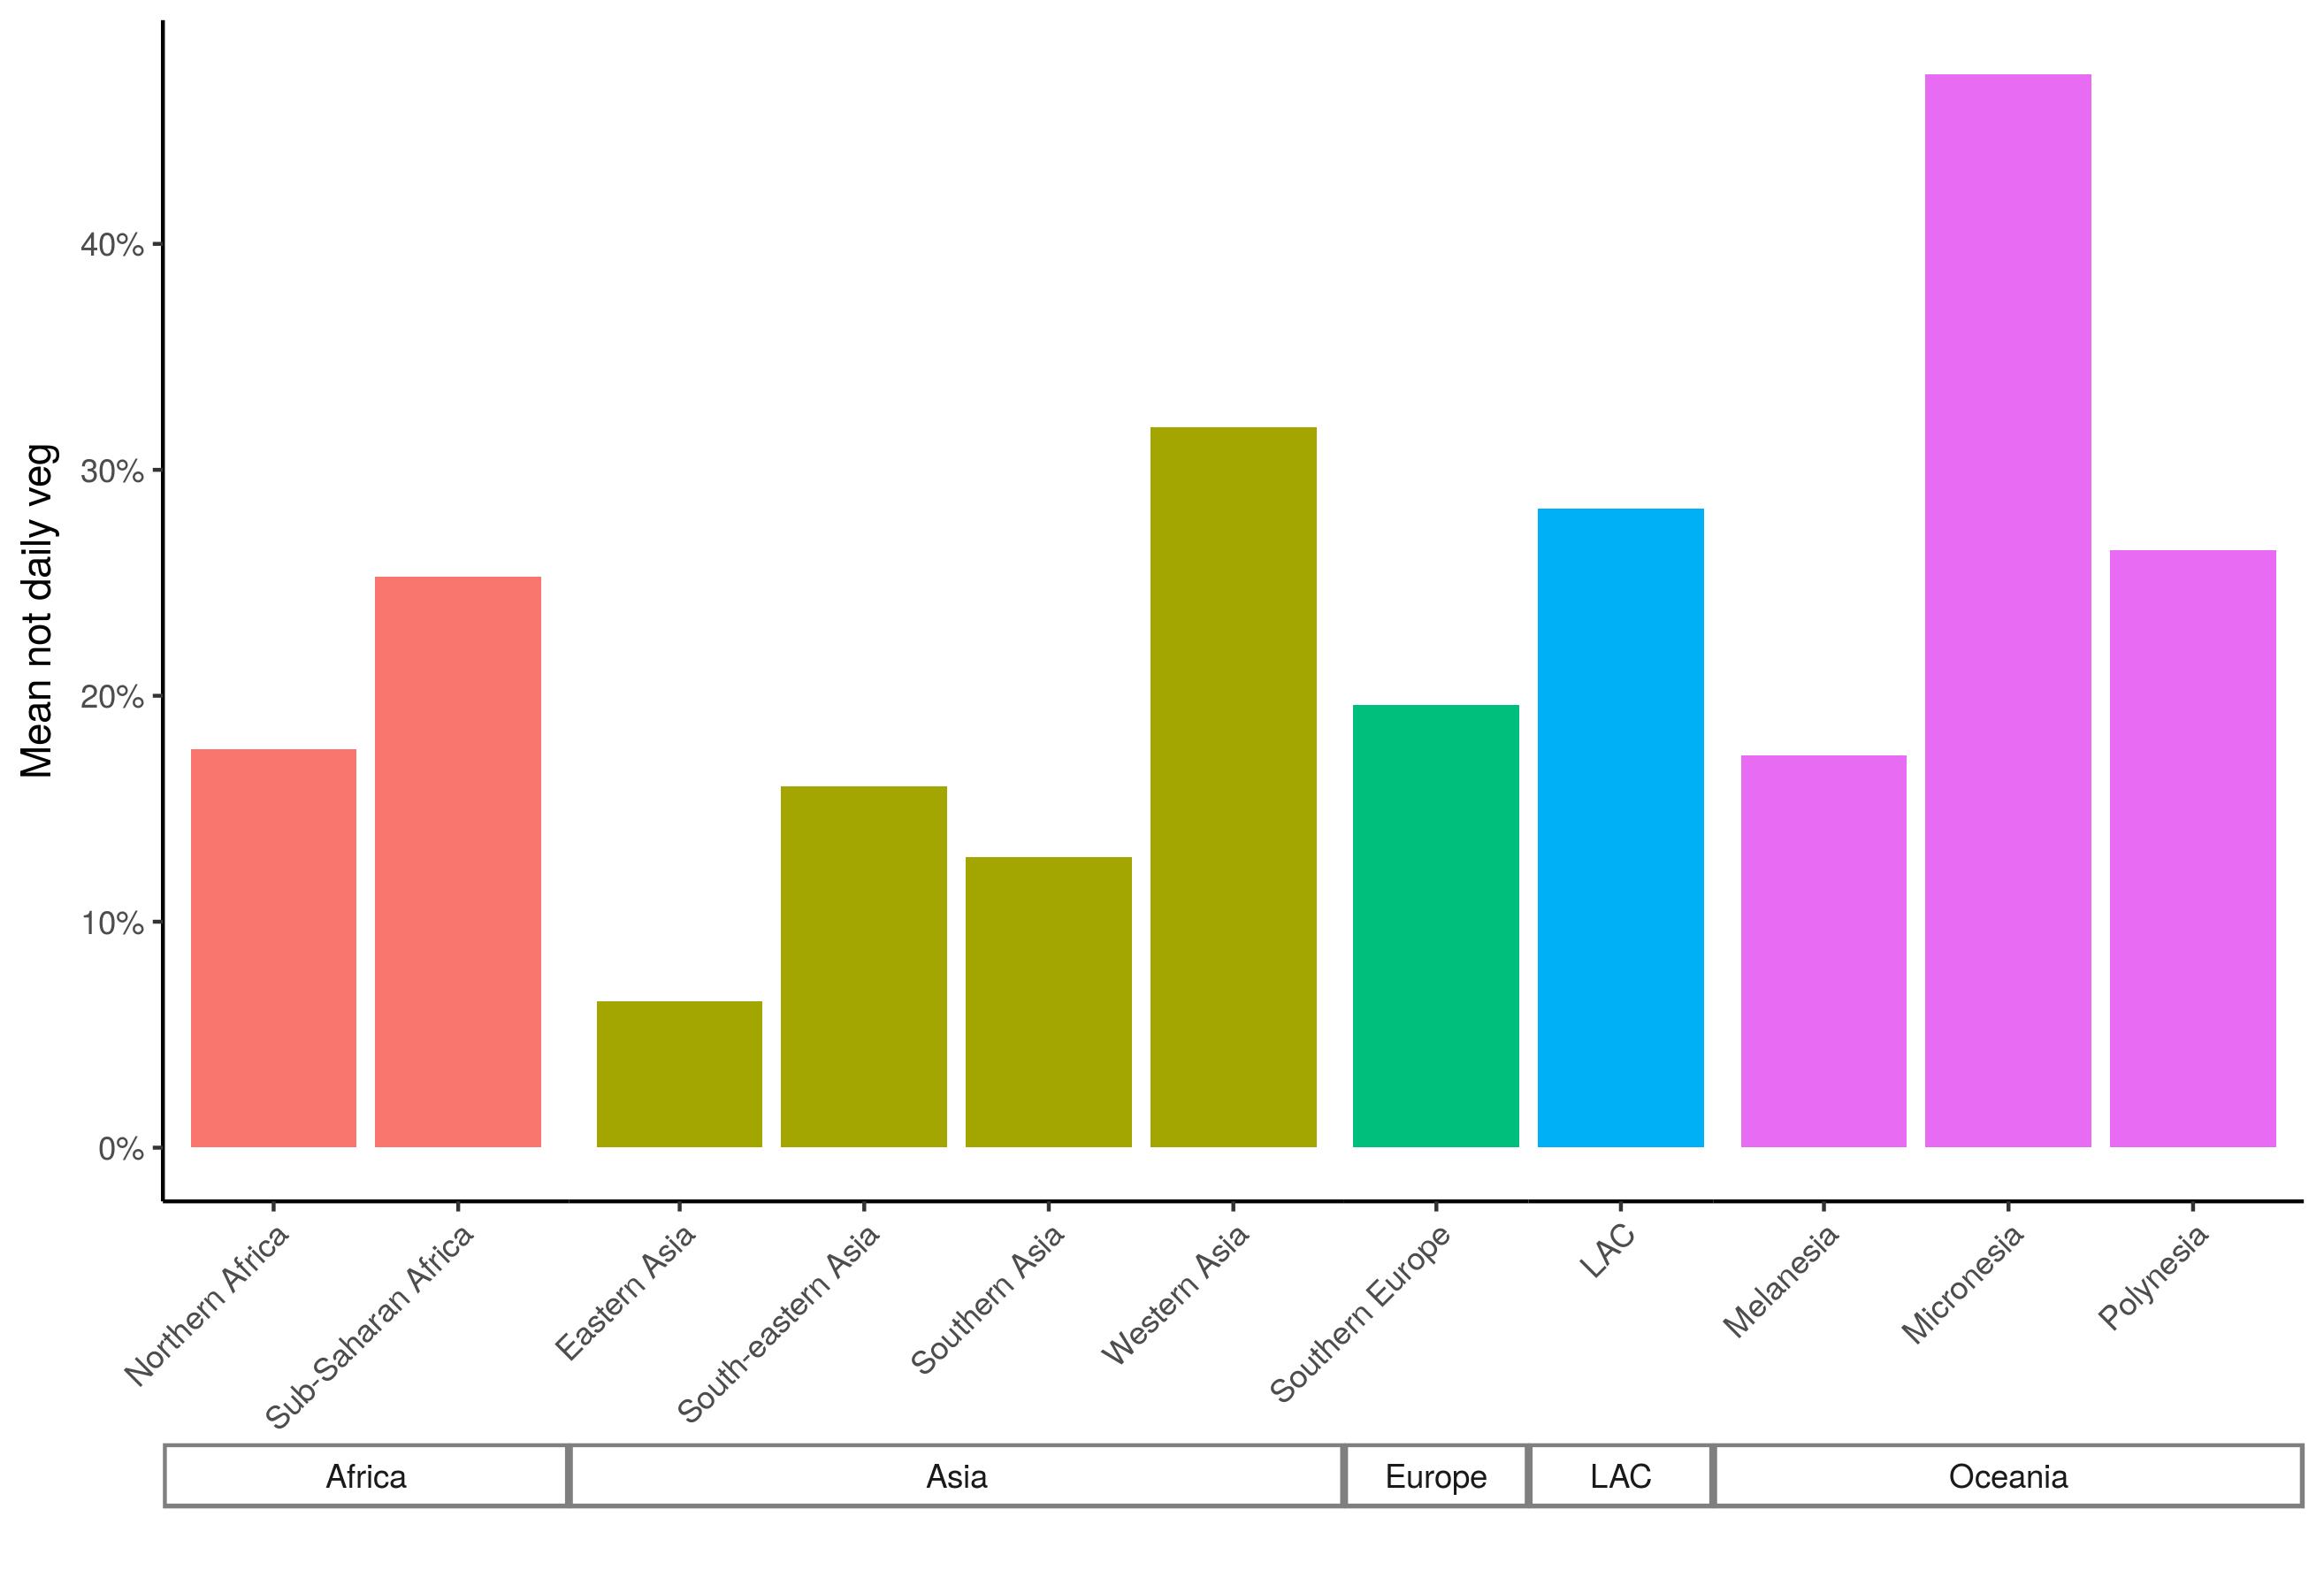 Mean not daily veg
40%
30%
20%
10%
0%
Northern Africa
Sub-Saharan Africa
Eastern Asia
South-eastern Asia
Southern Asia
Western Asia
Southern Europe
LAC
Melanesia
Micronesia
Polynesia
Africa
Asia
Europe
LAC
Oceania